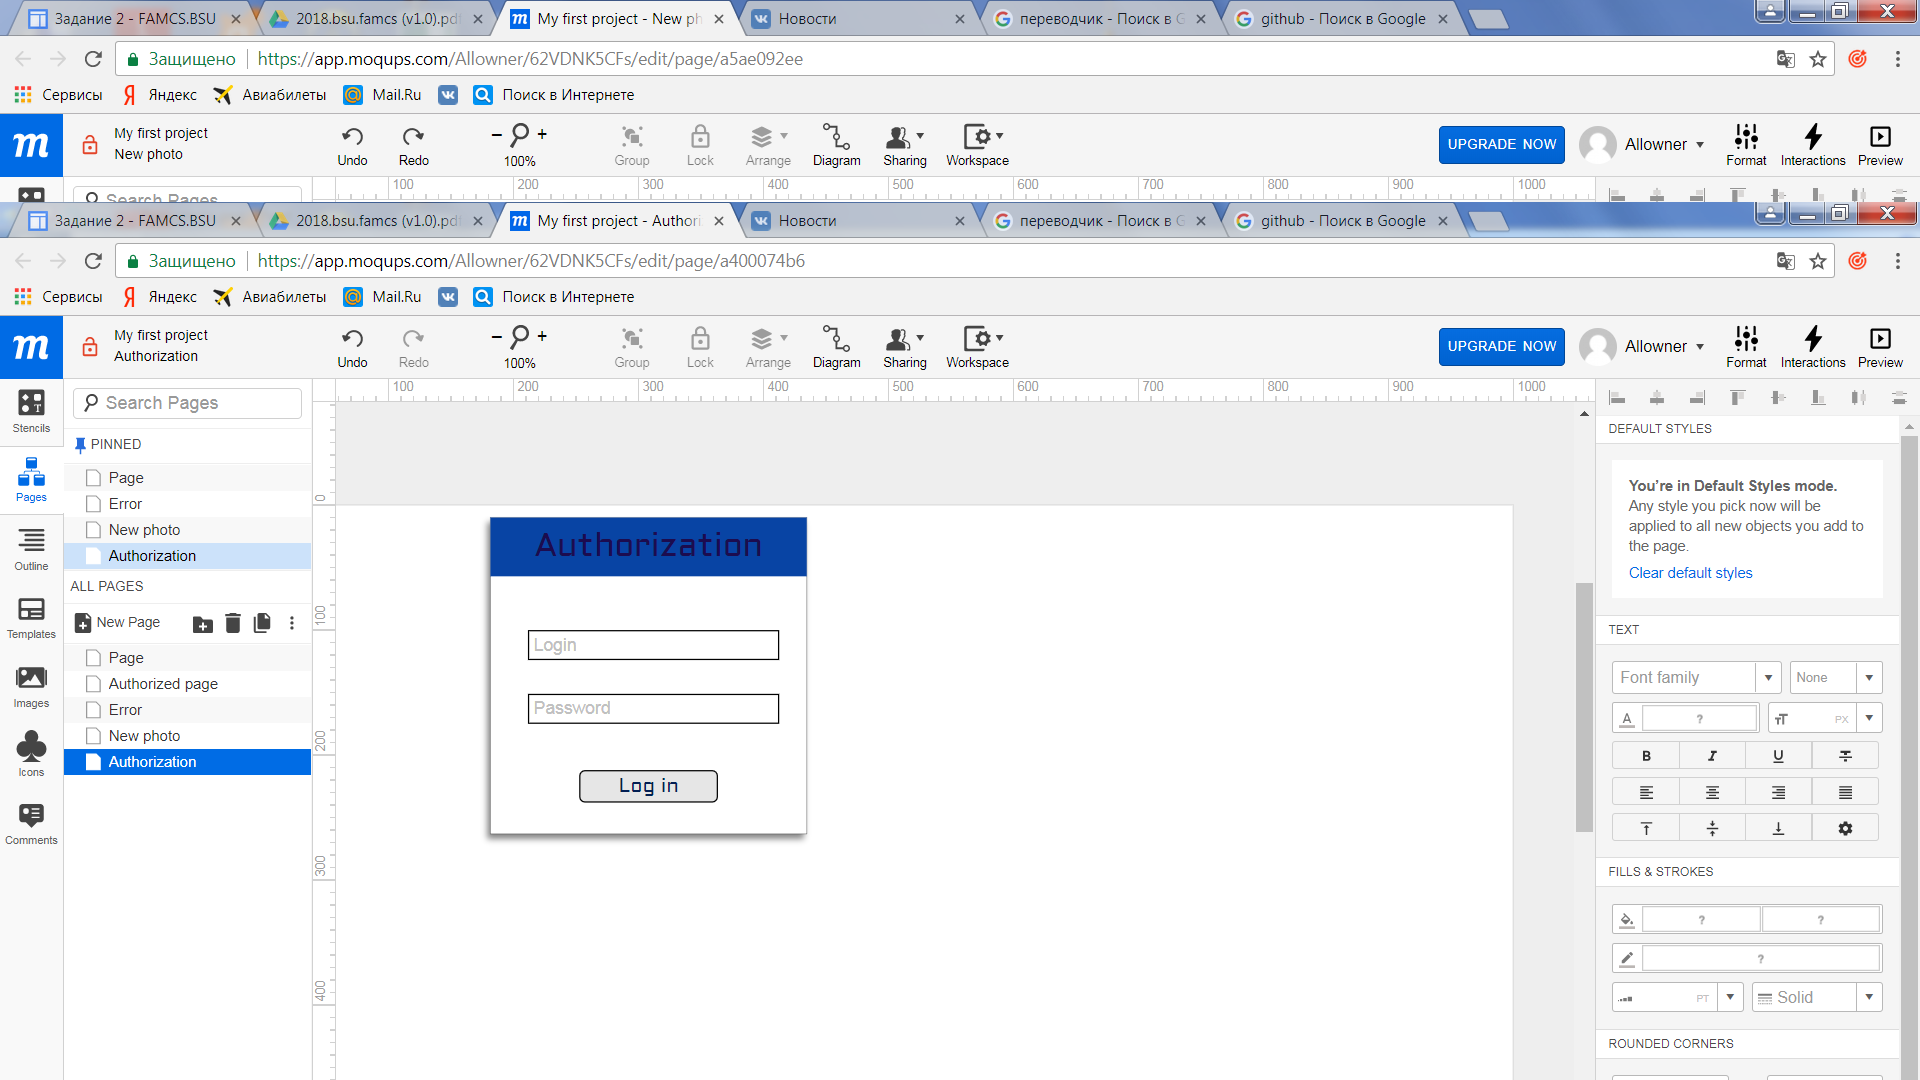 Задание 2 - FAMCS.BSU
2018.bsu.famcs (v1.0).pd
My first project - New ph
Новости
переводчик - Поиск в G
github - Поиск в Google
Защищено https://app.moqups.com/Allowner/62VDNK5CFs/edit/page/a5ae092ee
Сервисы Яндекс Авиабилеты Mail.Ru Поиск в Интернете
m My first project
New photo
Undo Redo 100% Group Lock Arrange Diagram Sharing Workspace UPGRADE NOW Allowner Format Interactions Preview
Search Pages
100 200 300 400 500 600 700 800 900 1000
Задание 2 - FAMCS.BSU
2018.bsu.famcs (v1.0).pd
My first project - Authori
Новости
переводчик - Поиск в G
github - Поиск в Google
Защищено https://app.moqups.com/Allowner/62VDNK5CFs/edit/page/a400074b6
Сервисы Яндекс Авиабилеты Mail.Ru Поиск в Интернете
m My first project
Authorization
Undo Redo 100% Group Lock Arrange Diagram Sharing Workspace UPGRADE NOW Allowner Format Interactions Preview
100 200 300 400 500 600 700 800 900 1000
Stencils
Pages
Outline
Templates
Images
Icons
Comments
Search Pages
PINNED
Page
Error
New photo
Authorization
ALL PAGES
New Page
Page
Authorized page
Error
New photo
Authorization
0
100
200
300
400
Authorization
Login
Password
Log in
DEFAULT STYLES
You're in Default Styles mode.
Any style you pick now will be
applied to all new objects you add to
the page.
Clear default styles
TEXT
Font family None
A ? TT PX
B I U
FILLS & STROKES
? ?
?
PT Solid
ROUNDED CORNERS